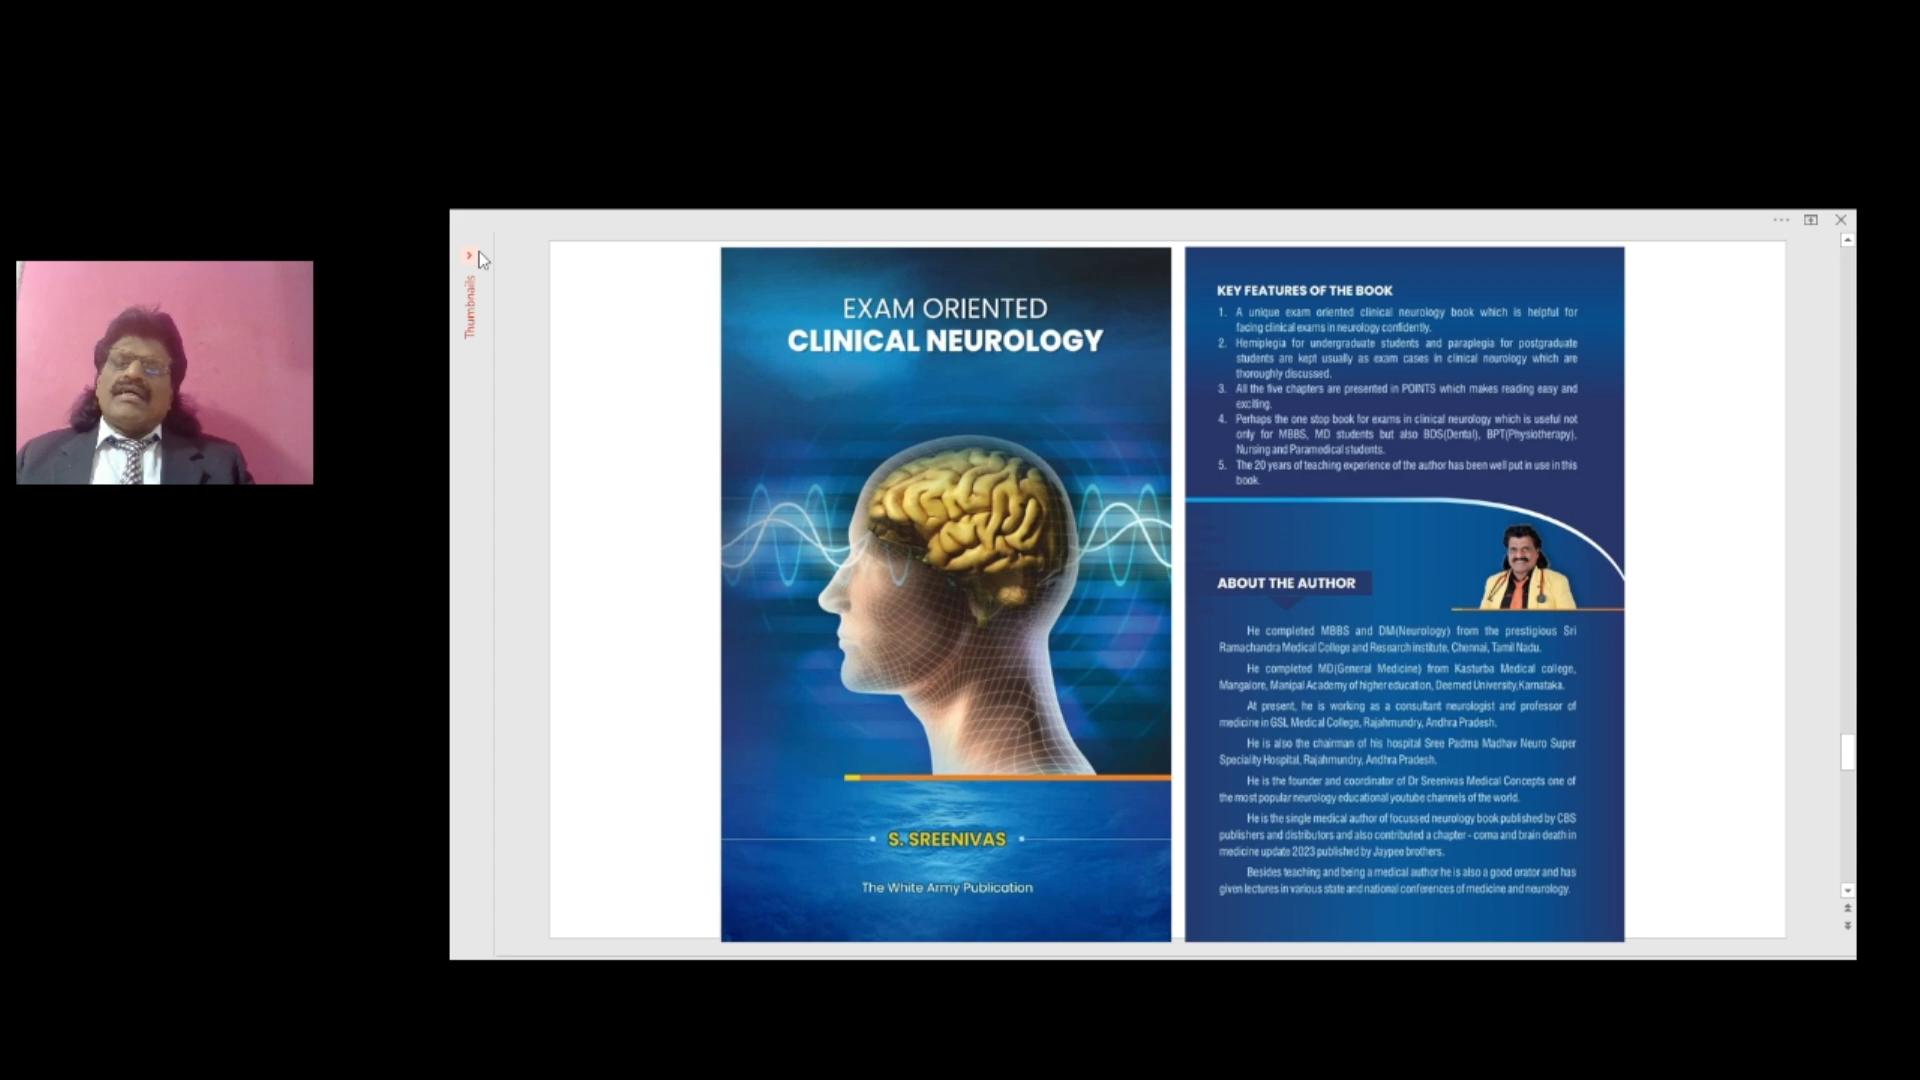 Thumbnails
EXAM ORIENTED
CLINICAL NEUROLOGY
S. SREENIVAS
The White Army Publication
KEY FEATURES OF THE BOOK
1. A unique exam oriented clinical neurology book which is helpful for
facing clinical exams in neurology confidently.
2. Hemiplegia for undergraduate students and paraplegia for postgraduate
students are kept usually as exam cases in clinical neurology which are
thoroughly discussed.
3. All the five chapters are presented in POINTS which makes reading easy and
exciting.
4. Perhaps the one stop book for exams in clinical neurology which is useful not
only for MBBS, MD students but also BDS(Dental), BPT(Physiotherapy),
Nursing and Paramedical students.
5. The 20 years of teaching experience of the author has been well put in use in this
book.
ABOUT THE AUTHOR
He completed MBBS and DM(Neurology) from the prestigious Sri
Ramachandra Medical College and Research institute, Chennai, Tamil Nadu.
He completed MD(General Medicine) from Kasturba Medical college,
Mangalore, Manipal Academy of higher education, Deemed University,Karnataka.
At present, he is working as a consultant neurologist and professor of
medicine in GSL Medical College, Rajahmundry, Andhra Pradesh.
He is also the chairman of his hospital Sree Padma Madhav Neuro Super
Speciality Hospital, Rajahmundry, Andhra Pradesh.
He is the founder and coordinator of Dr Sreenivas Medical Concepts one of
the most popular neurology educational youtube channels of the world.
He is the single medical author of focussed neurology book published by CBS
publishers and distributors and also contributed a chapter - coma and brain death in
medicine update 2023 published by Jaypee brothers.
Besides teaching and being a medical author he is also a good orator and has
given lectures in various state and national conferences of medicine and neurology.